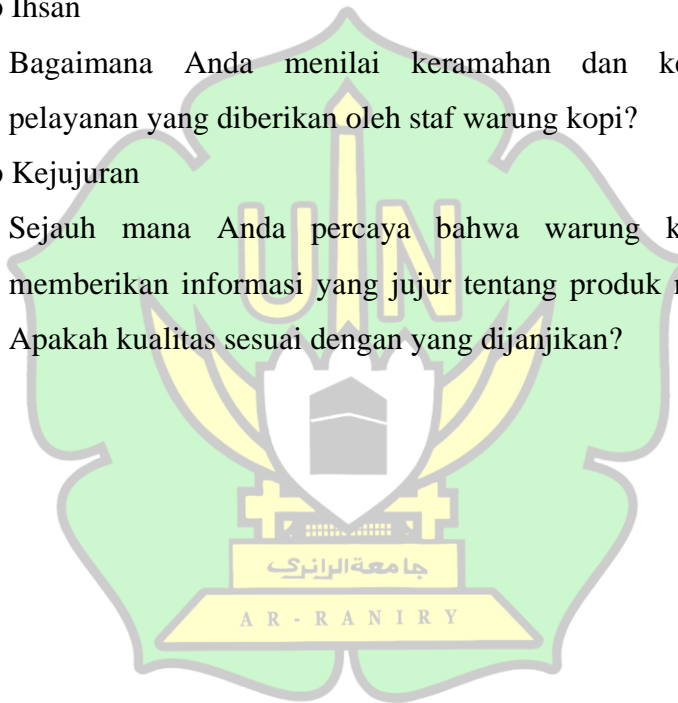 Ihsan
Bagaimana Anda menilai keramahan dan
pelayanan yang diberikan oleh staf warung kopi?
Kejujuran
Sejauh mana Anda percaya bahwa warung
memberikan informasi yang jujur tentang produk
Apakah kualitas sesuai dengan yang dijanjikan?
UIN
جامعة الرانري
AR-RANIRY